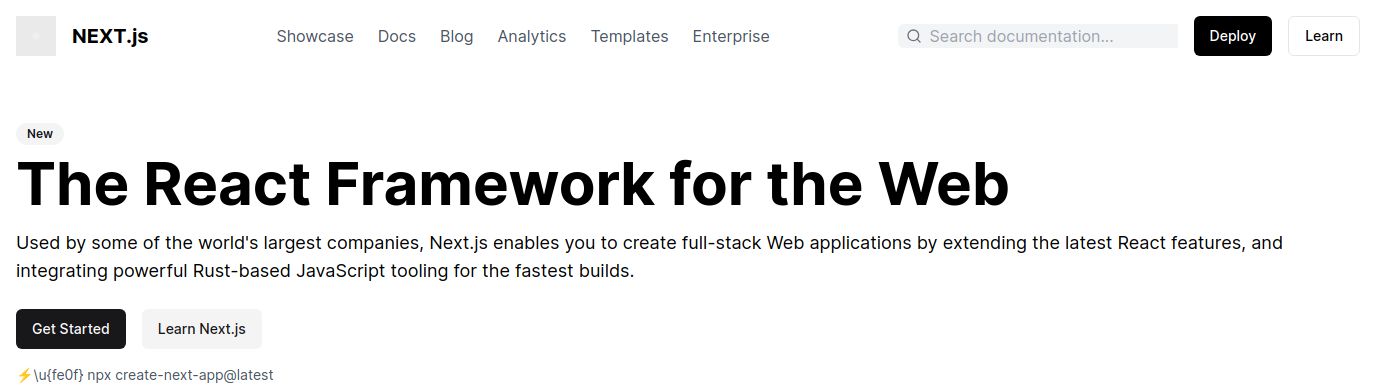 NEXT.js Showcase Docs Blog Analytics Templates Enterprise Search documentation... Deploy Learn
New
The React Framework for the Web
Used by some of the world's largest companies, Next.js enables you to create full-stack Web applications by extending the latest React features, and
integrating powerful Rust-based JavaScript tooling for the fastest builds.
Get Started Learn Next.js
⚡\u{fe0f} npx create-next-app@latest